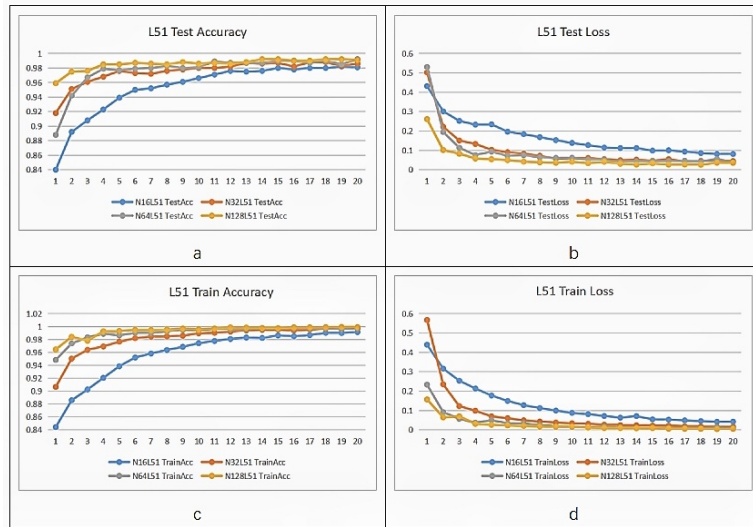 L51 Test Accuracy
1
0.98
0.96
0.94
0.92
0.9
0.88
0.86
0.84
1 2 3 4 5 6 7 8 9 10 11 12 13 14 15 16 17 18 19 20
N16L51 TestAcc N32L51 TestAcc
N64L51 TestAcc N128L51 TestAcc
a
L51 Test Loss
0.6
0.5
0.4
0.3
0.2
0.1
0
1 2 3 4 5 6 7 8 9 10 11 12 13 14 15 16 17 18 19 20
N16L51 TestLoss N32L51 TestLoss
N64L51 TestLoss N128L51 TestLoss
b
L51 Train Accuracy
1.02
1
0.98
0.96
0.94
0.92
0.9
0.88
0.86
0.84
1 2 3 4 5 6 7 8 9 10 11 12 13 14 15 16 17 18 19 20
N16L51 TrainAcc N32L51 TrainAcc
N64L51 TrainAcc N128L51 TrainAcc
c
L51 Train Loss
0.6
0.5
0.4
0.3
0.2
0.1
0
1 2 3 4 5 6 7 8 9 10 11 12 13 14 15 16 17 18 19 20
N16L51 TrainLoss N32L51 TrainLoss
N64L51 TrainLoss N128L51 TrainLoss
d